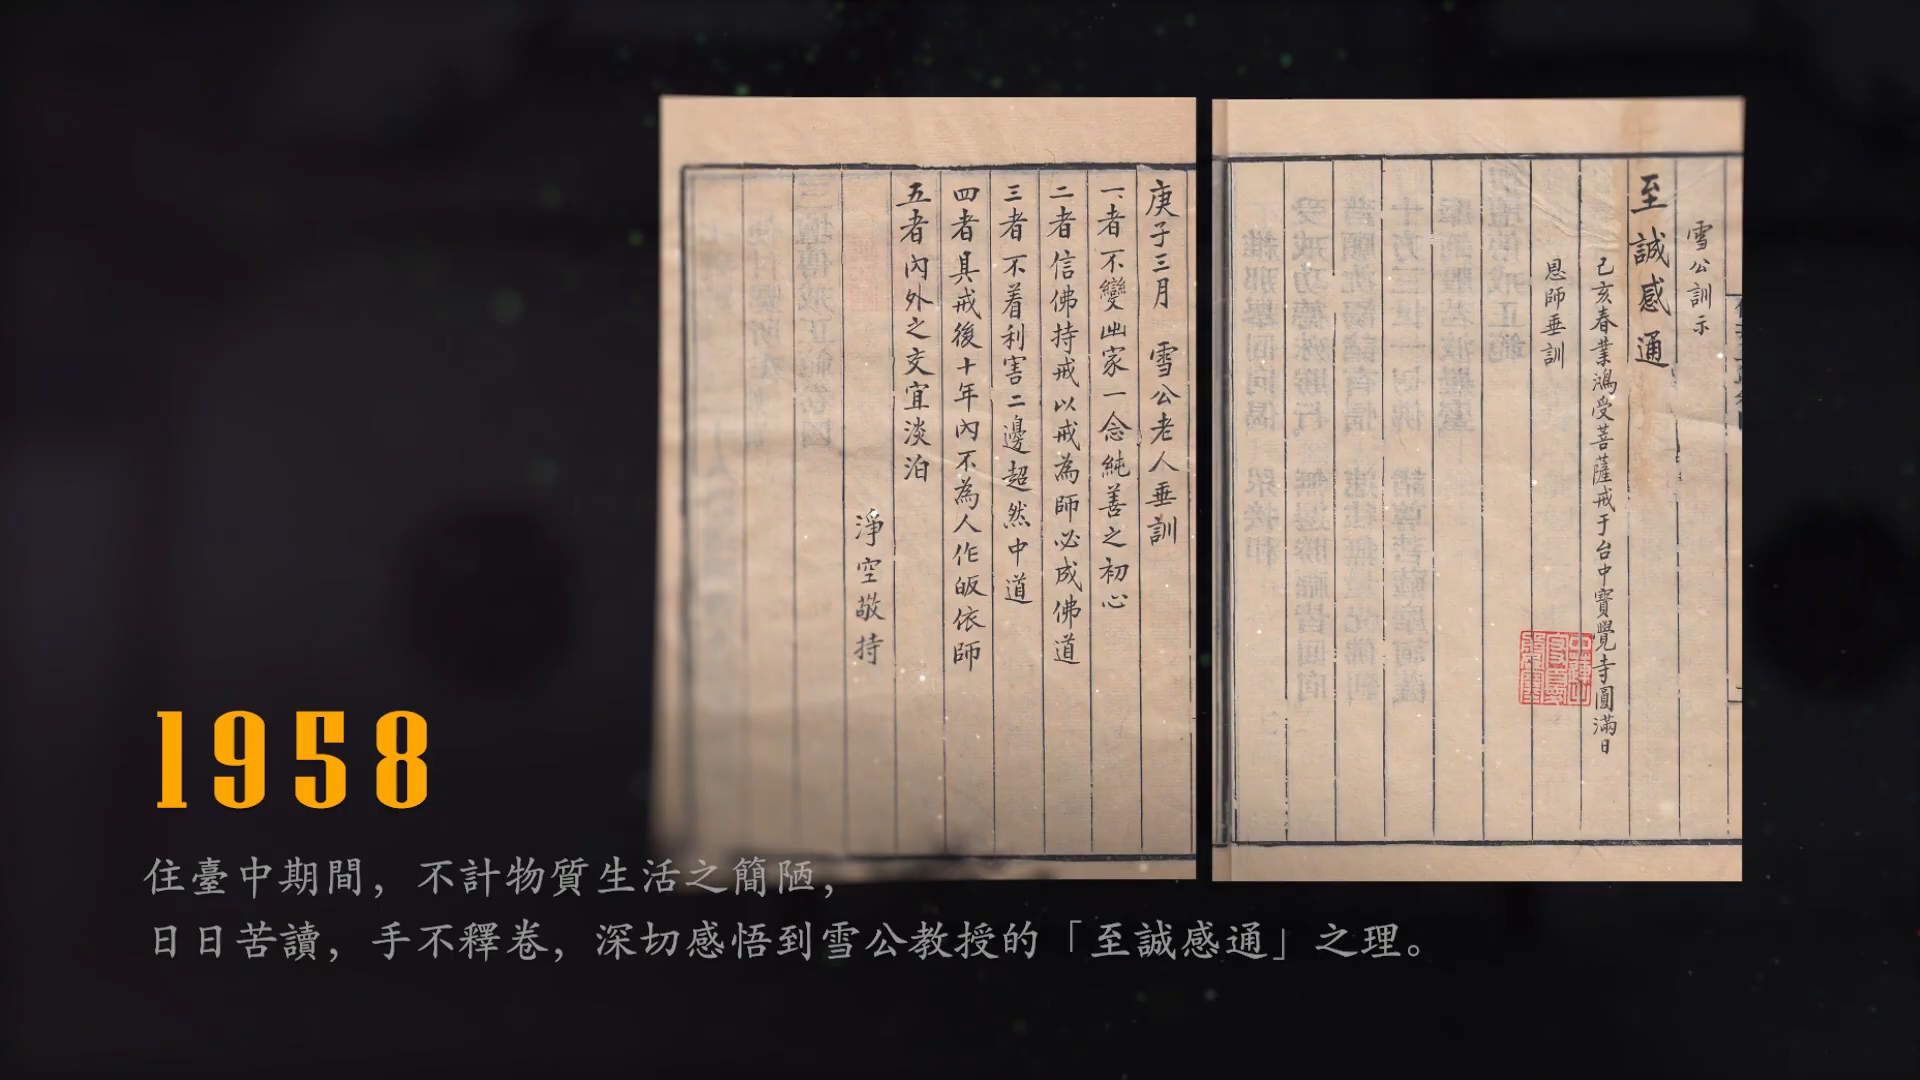 雪公訓示
至誠感通
己亥春業鴻受菩薩戒于台中寶覺寺圓滿日
恩師垂訓
庚子三月 雪公老人垂訓
一者不變出家一念純善之初心
二者信佛持戒以戒為師必成佛道
三者不着利害二邊超然中道
四者具戒後十年內不為人作皈依師
五者內外之交宜淡泊
淨空敬持
1958
住臺中期間，不計物質生活之簡陋，
日日苦讀，手不釋卷，深切感悟到雪公教授的「至誠感通」之理。